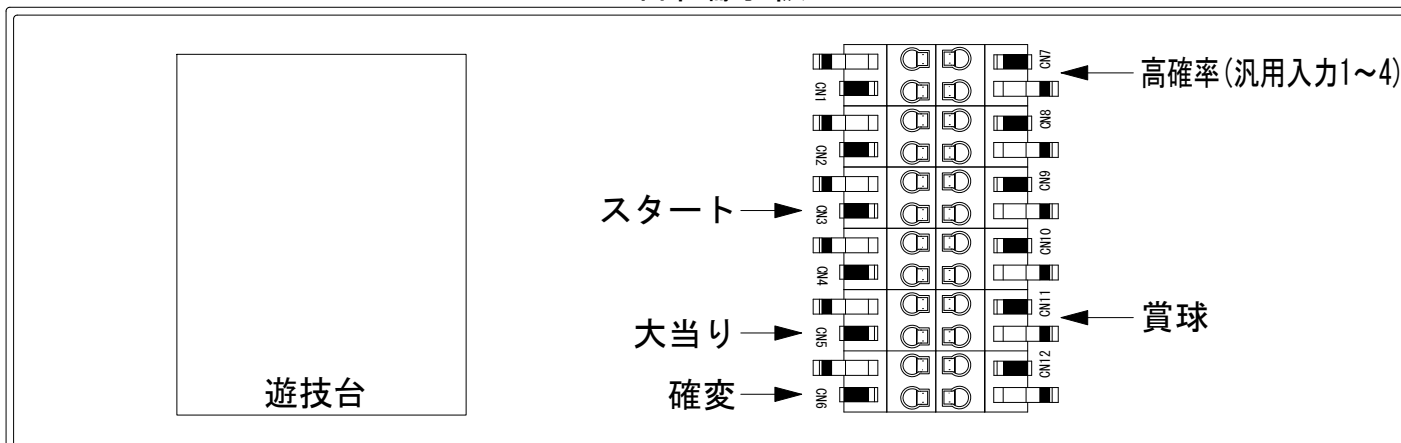 CN7
高確率(汎用入力1～4)
CN1
CN8
CN2
CN9
スタート
CN3
CN10
CN4
CN11
賞球
大当り
CN5
CN12
遊技台
確変
CN6